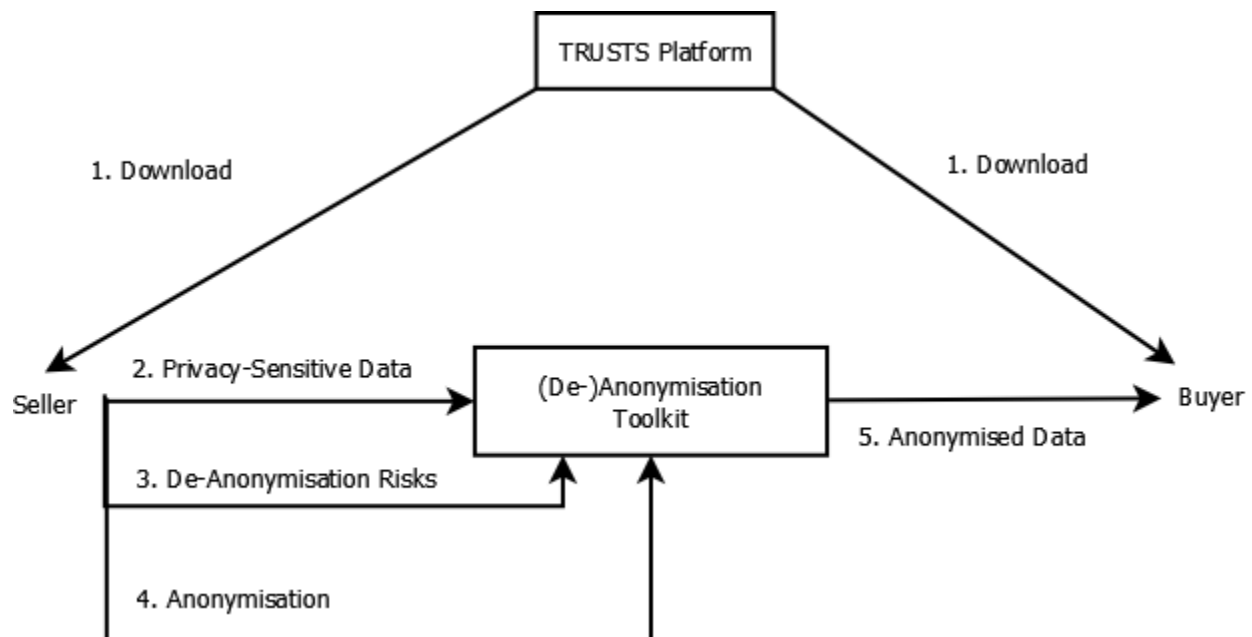 TRUSTS Platform
1. Download
1. Download
2. Privacy-Sensitive Data
(De-)Anonymisation
Toolkit
Seller
Buyer
5. Anonymised Data
3. De-Anonymisation Risks
4. Anonymisation